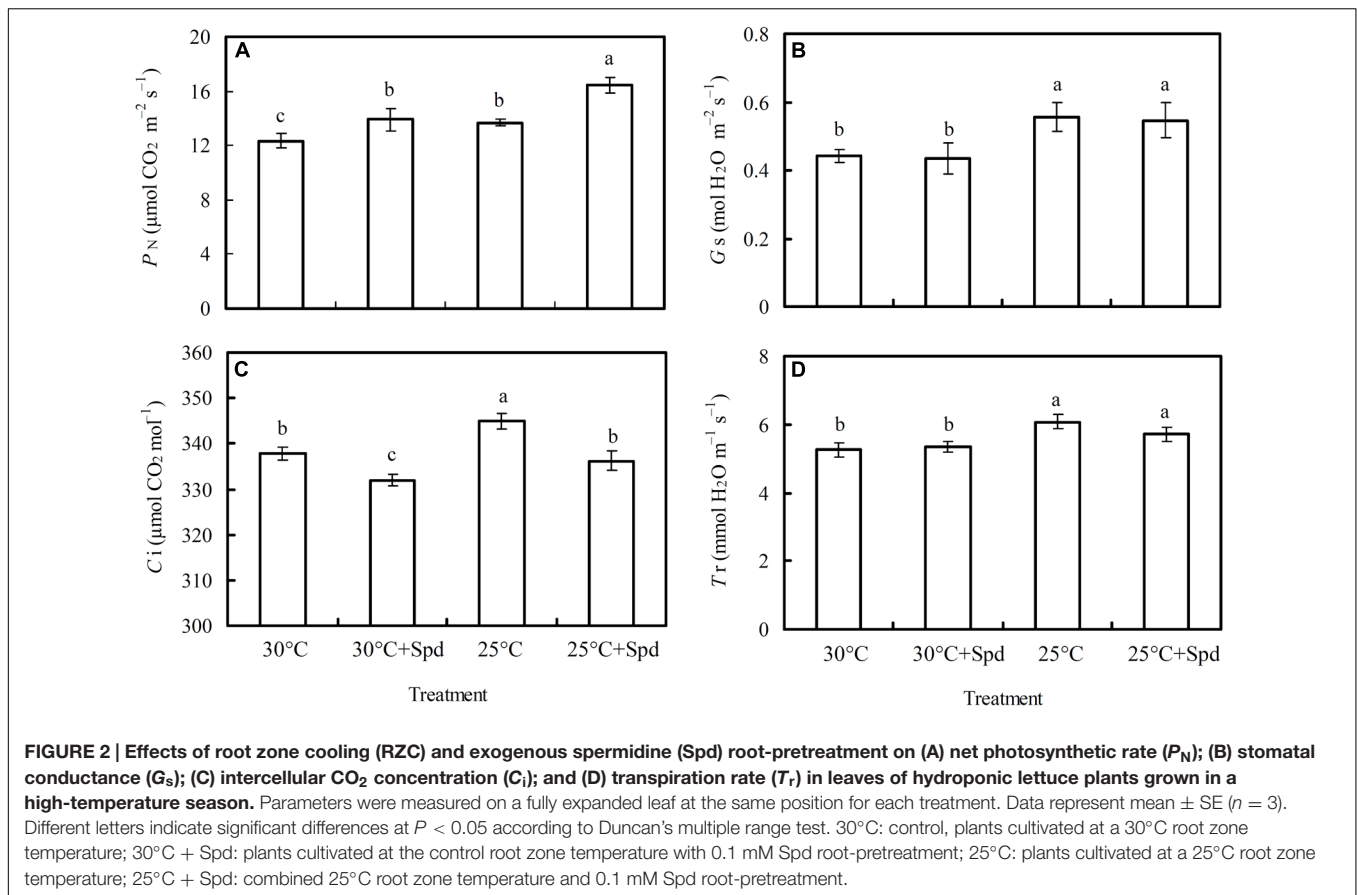 A
20
16
12
8
4
0
P N (μmol CO₂ m⁻² s⁻¹)
c
b
b
a
B
0.8
0.6
0.4
0.2
0
G s (mol H₂O m⁻² s⁻¹)
b
b
a
a
C
360
350
340
330
320
310
300
C i (μmol CO₂ mol⁻¹)
b
c
a
b
30°C
30°C+Spd
25°C
25°C+Spd
Treatment
D
8
6
4
2
0
T r (mmol H₂O m⁻¹ s⁻¹)
b
b
a
a
30°C
30°C+Spd
25°C
25°C+Spd
Treatment
FIGURE 2 | Effects of root zone cooling (RZC) and exogenous spermidine (Spd) root-pretreatment on (A) net photosynthetic rate (Pɴ); (B) stomatal
conductance (Gₛ); (C) intercellular CO₂ concentration (Cᵢ); and (D) transpiration rate (Tᵣ) in leaves of hydroponic lettuce plants grown in a
high-temperature season. Parameters were measured on a fully expanded leaf at the same position for each treatment. Data represent mean ± SE (n = 3).
Different letters indicate significant differences at P < 0.05 according to Duncan's multiple range test. 30°C: control, plants cultivated at a 30°C root zone
temperature; 30°C + Spd: plants cultivated at the control root zone temperature with 0.1 mM Spd root-pretreatment; 25°C: plants cultivated at a 25°C root zone
temperature; 25°C + Spd: combined 25°C root zone temperature and 0.1 mM Spd root-pretreatment.